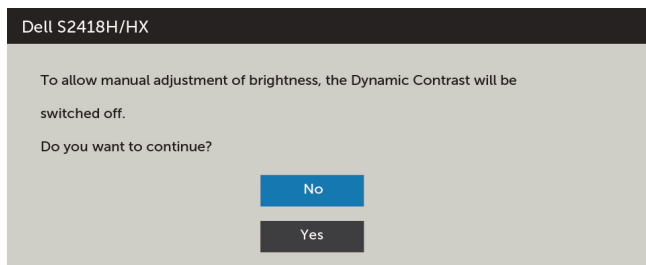 Dell S2418H/HX
To allow manual adjustment of brightness, the Dynamic Contrast will be
switched off.
Do you want to continue?
No
Yes